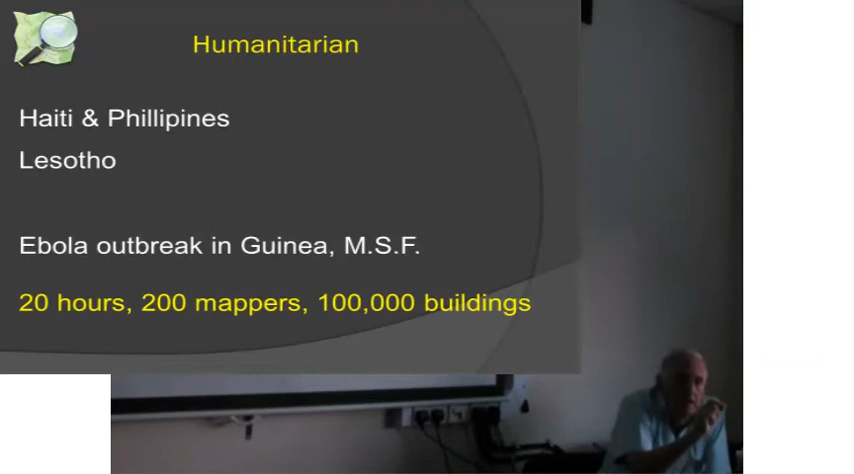 Humanitarian
Haiti & Phillipines
Lesotho
Ebola outbreak in Guinea, M.S.F.
20 hours, 200 mappers, 100,000 buildings